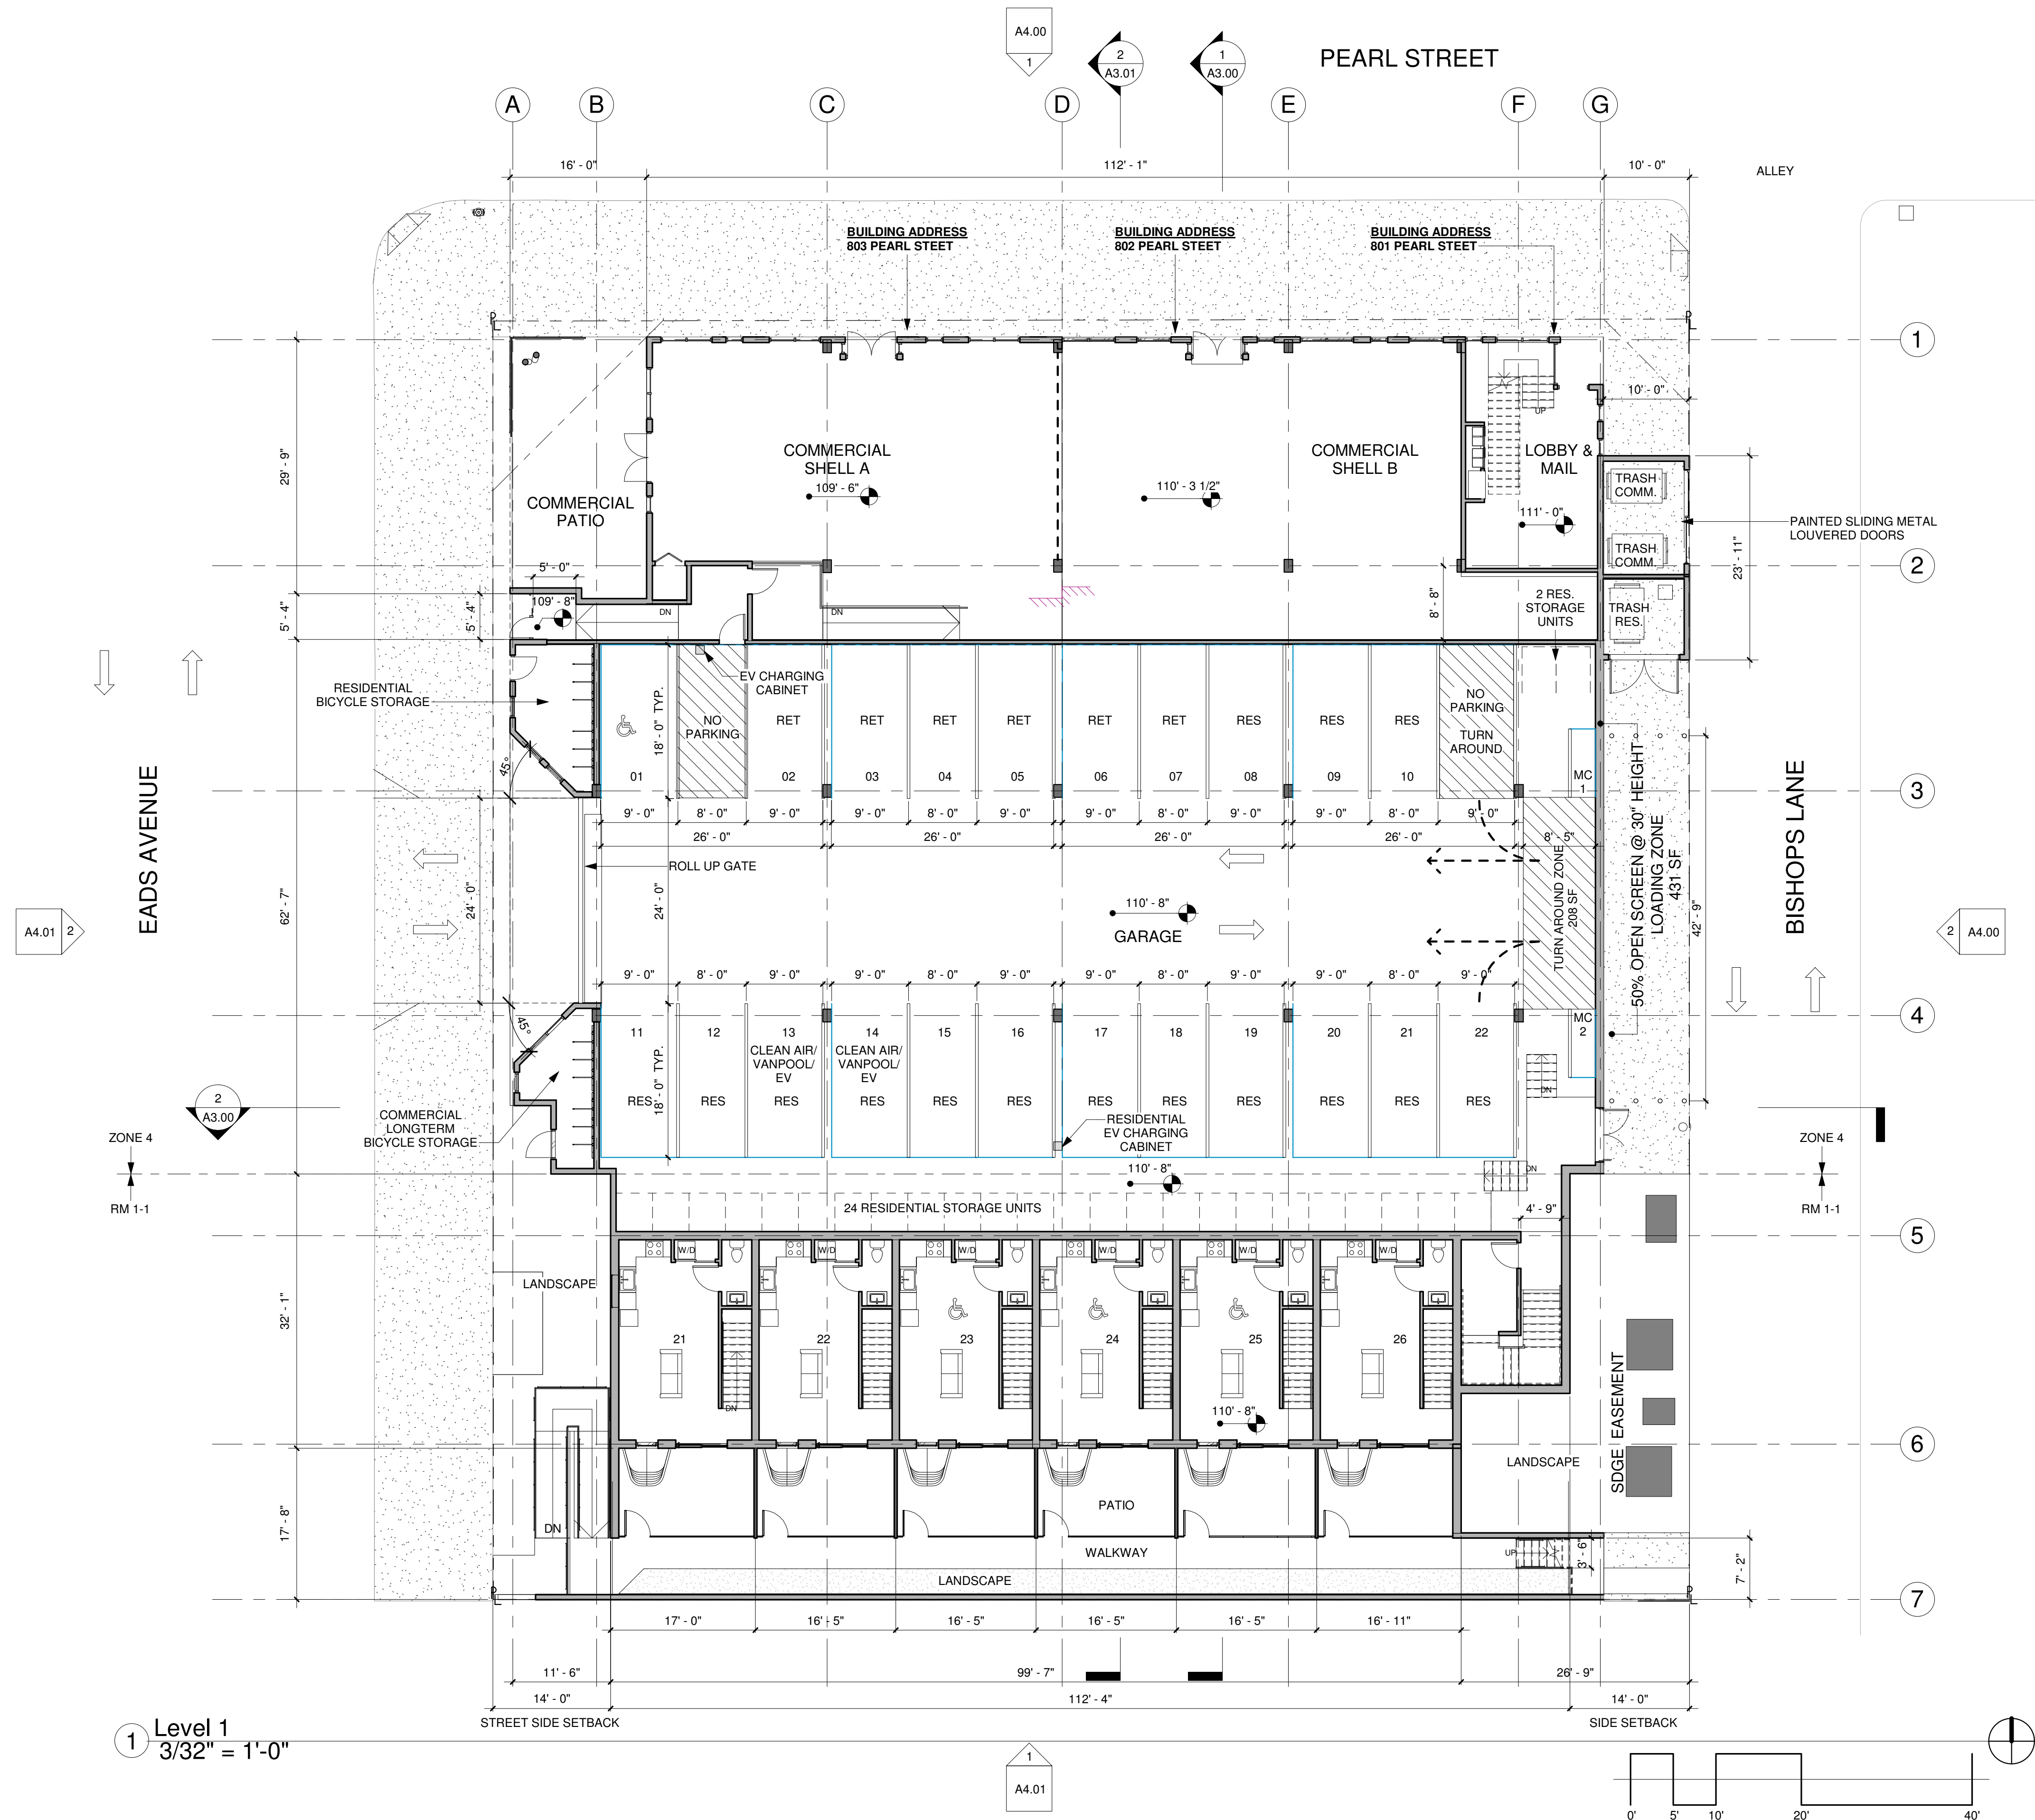 A4.00
1
2
A3.01
1
A3.00
PEARL STREET
A
B
C
D
E
F
G
16' - 0"
112' - 1"
10' - 0"
ALLEY
BUILDING ADDRESS
803 PEARL STEET
BUILDING ADDRESS
802 PEARL STEET
BUILDING ADDRESS
801 PEARL STEET
1
10' - 0"
UP
29' - 9"
COMMERCIAL
SHELL A
109' - 6"
COMMERCIAL
SHELL B
110' - 3 1/2"
LOBBY &
MAIL
111' - 0"
COMMERCIAL
PATIO
TRASH
COMM.
TRASH
COMM.
PAINTED SLIDING METAL
LOUVERED DOORS
23' - 11"
2
5' - 0"
109' - 8"
5' - 4"
5' - 4"
DN
DN
8' - 8"
2 RES.
STORAGE
UNITS
TRASH
RES.
RESIDENTIAL
BICYCLE STORAGE
EV CHARGING
CABINET
18' - 0" TYP.
NO
PARKING
RET
RET
RET
RET
RET
RET
RES
RES
RES
NO
PARKING
TURN
AROUND
01
02
03
04
05
06
07
08
09
10
MC
1
45°
3
9' - 0"
8' - 0"
9' - 0"
9' - 0"
8' - 0"
9' - 0"
9' - 0"
8' - 0"
9' - 0"
9' - 0"
8' - 0"
9' - 0"
26' - 0"
26' - 0"
26' - 0"
26' - 0"
8' - 5"
EADS AVENUE
62' - 7"
24' - 0"
24' - 0"
ROLL UP GATE
110' - 8"
GARAGE
TURN AROUND ZONE
208 SF
50% OPEN SCREEN @ 30" HEIGHT
LOADING ZONE
431 SF
42' - 9"
BISHOPS LANE
A4.01
2
2
A4.00
9' - 0"
8' - 0"
9' - 0"
9' - 0"
8' - 0"
9' - 0"
9' - 0"
8' - 0"
9' - 0"
9' - 0"
8' - 0"
9' - 0"
45°
4
MC
2
11
12
13
14
15
16
17
18
19
20
21
22
CLEAN AIR/
VANPOOL/
EV
CLEAN AIR/
VANPOOL/
EV
18' - 0" TYP.
RES
RES
RES
RES
RES
RES
RES
RES
RES
RES
RES
RES
DN
2
A3.00
COMMERCIAL
LONGTERM
BICYCLE STORAGE
RESIDENTIAL
EV CHARGING
CABINET
ZONE 4
RM 1-1
ZONE 4
RM 1-1
110' - 8"
DN
24 RESIDENTIAL STORAGE UNITS
4' - 9"
5
W/D
W/D
W/D
W/D
W/D
W/D
LANDSCAPE
32' - 1"
21
22
23
24
25
26
DN
110' - 8"
SDGE EASEMENT
6
LANDSCAPE
17' - 8"
DN
PATIO
WALKWAY
UP
3' - 6"
7' - 2"
LANDSCAPE
7
17' - 0"
16' - 5"
16' - 5"
16' - 5"
16' - 5"
16' - 11"
11' - 6"
99' - 7"
26' - 9"
14' - 0"
112' - 4"
14' - 0"
STREET SIDE SETBACK
SIDE SETBACK
1
Level 1
3/32" = 1'-0"
1
A4.01
0'
5'
10'
20'
40'